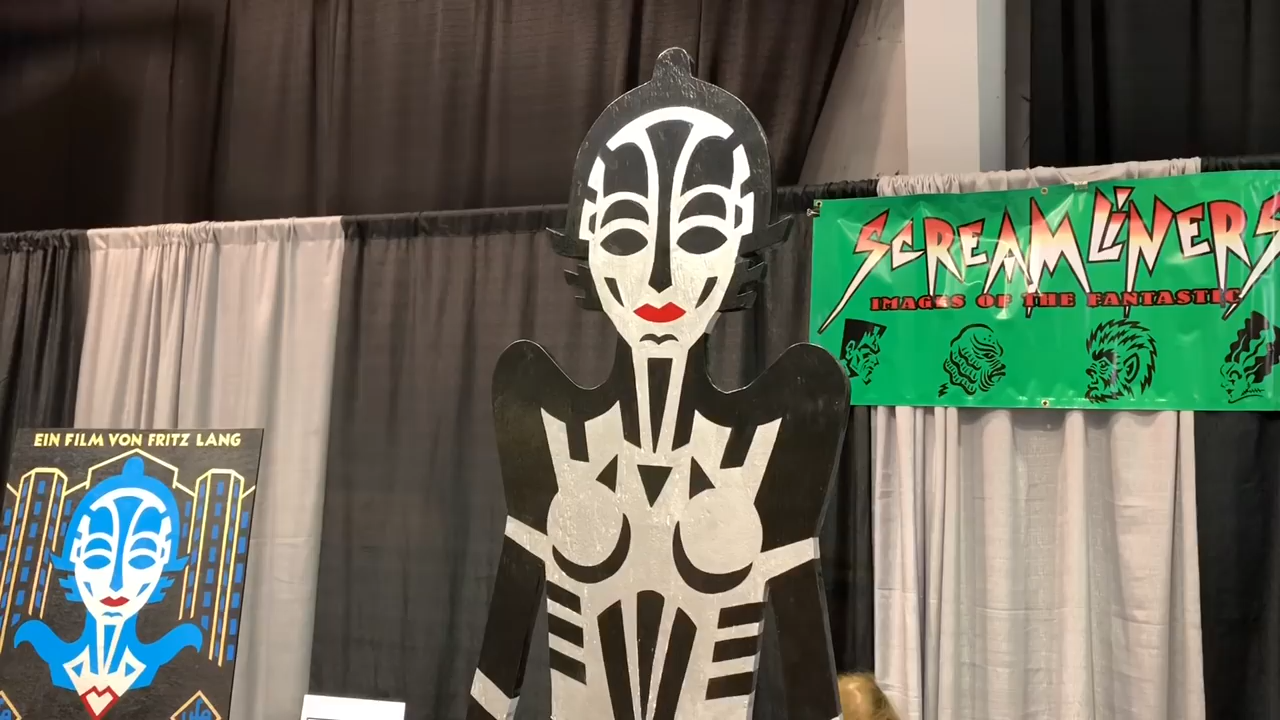 SCREAMLINERS
IMAGES OF THE FANTASTIC
EIN FILM VON FRITZ LANG